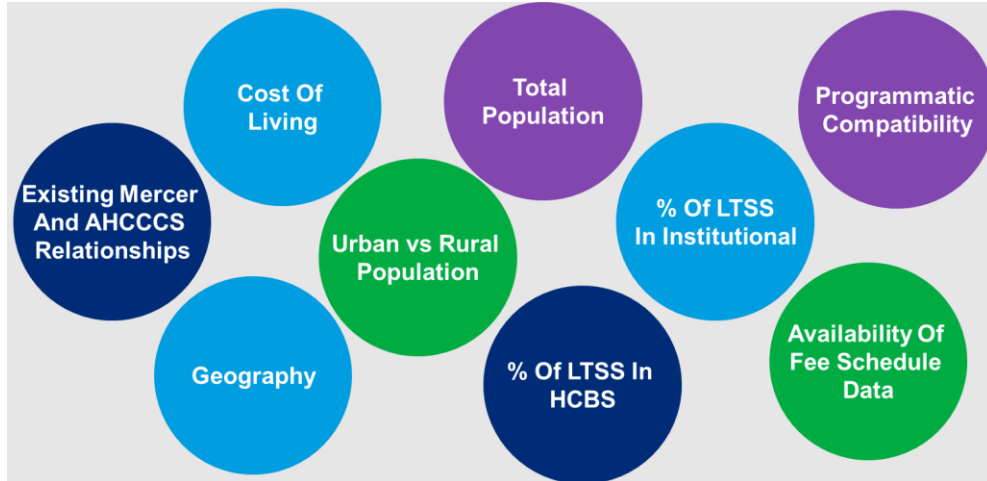 Cost Of
Living
Total
Population
Programmatic
Compatibility
Existing Mercer
And AHCCCS
Relationships
Urban vs Rural
Population
% Of LTSS
In Institutional
Geography
% Of LTSS In
HCBS
Availability Of
Fee Schedule
Data